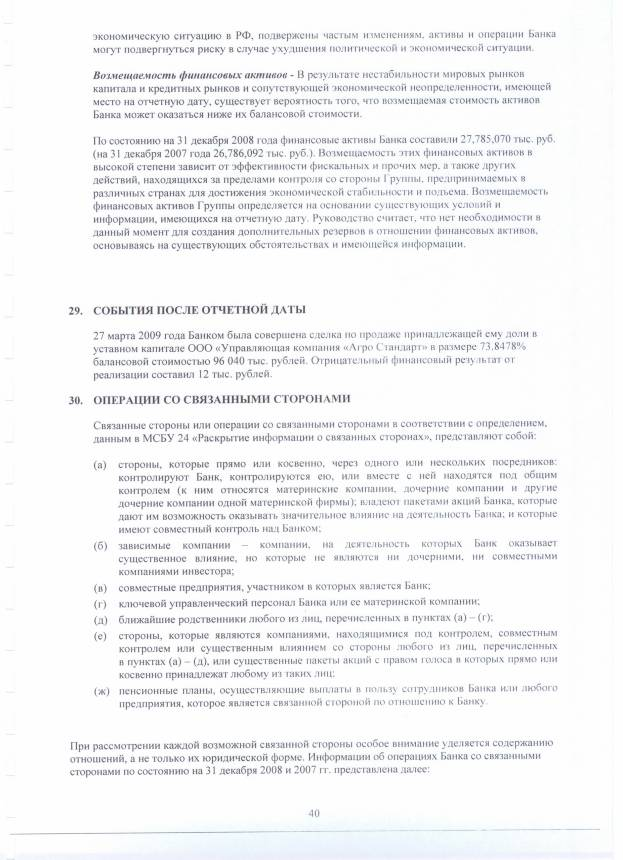 экономическую ситуацию в РФ, подвержены частым изменениям, активы и операции Банка
могут подвергнуться риску в случае ухудшения политической и экономической ситуации.
Возмещаемость финансовых активов - В результате нестабильности мировых рынков
капитала и кредитных рынков и сопутствующей экономической неопределенности, имеющей
место на отчетную дату, существует вероятность того, что возмещаемая стоимость активов
Банка может оказаться ниже их балансовой стоимости.
По состоянию на 31 декабря 2008 года финансовые активы Банка составили 27,785,070 тыс. руб.
(на 31 декабря 2007 года 26,786,092 тыс. руб.). Возмещаемость этих финансовых активов в
высокой степени зависит от эффективности фискальных и прочих мер, а также других
действий, находящихся за пределами контроля со стороны Группы, предпринимаемых в
различных странах для достижения экономической стабильности и подъема. Возмещаемость
финансовых активов Группы определяется на основании существующих условий и
информации, имеющихся на отчетную дату. Руководство считает, что нет необходимости в
данный момент для создания дополнительных резервов в отношении финансовых активов,
основываясь на существующих обстоятельствах и имеющейся информации.
29. СОБЫТИЯ ПОСЛЕ ОТЧЕТНОЙ ДАТЫ
27 марта 2009 года Банком была совершена сделка по продаже принадлежащей ему доли в
уставном капитале ООО «Управляющая компания «Агро Стандарт» в размере 73,8478%
балансовой стоимостью 96 040 тыс. рублей. Отрицательный финансовый результат от
реализации составил 12 тыс. рублей.
30. ОПЕРАЦИИ СО СВЯЗАННЫМИ СТОРОНАМИ
Связанные стороны или операции со связанными сторонами в соответствии с определением,
данным в МСБУ 24 «Раскрытие информации о связанных сторонах», представляют собой:
(а) стороны, которые прямо или косвенно, через одного или нескольких посредников:
контролируют Банк, контролируются ею, или вместе с ней находятся под общим
контролем (к ним относятся материнские компании, дочерние компании и другие
дочерние компании одной материнской фирмы); владеют пакетами акций Банка, которые
дают им возможность оказывать значительное влияние на деятельность Банка; и которые
имеют совместный контроль над Банком;
(б) зависимые компании – компании, на деятельность которых Банк оказывает
существенное влияние, но которые не являются ни дочерними, ни совместными
компаниями инвестора;
(в) совместные предприятия, участником в которых является Банк;
(г) ключевой управленческий персонал Банка или ее материнской компании;
(д) ближайшие родственники любого из лиц, перечисленных в пунктах (а) – (г);
(е) стороны, которые являются компаниями, находящимися под контролем, совместным
контролем или существенным влиянием со стороны любого из лиц, перечисленных
в пунктах (а) – (д), или существенные пакеты акций с правом голоса в которых прямо или
косвенно принадлежат любому из таких лиц;
(ж) пенсионные планы, осуществляющие выплаты в пользу сотрудников Банка или любого
предприятия, которое является связанной стороной по отношению к Банку.
При рассмотрении каждой возможной связанной стороны особое внимание уделяется содержанию
отношений, а не только их юридической форме. Информации об операциях Банка со связанными
сторонами по состоянию на 31 декабря 2008 и 2007 гг. представлена далее:
40